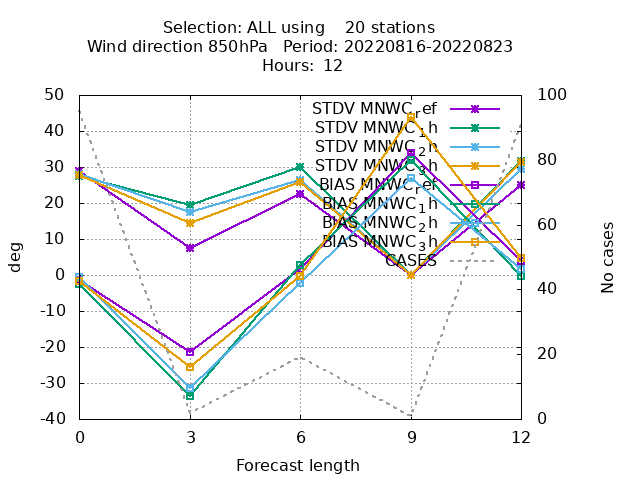 Selection: ALL using 20 stations
Wind direction 850hPa Period: 20220816-20220823
Hours: 12
50
40
30
20
10
0
-10
-20
-30
-40
deg
100
80
60
40
20
0
No cases
STDV MNWC_ref
STDV MNWC_1h
STDV MNWC_2h
STDV MNWC_3h
BIAS MNWC_ref
BIAS MNWC_1h
BIAS MNWC_2h
BIAS MNWC_3h
CASES
0 3 6 9 12
Forecast length